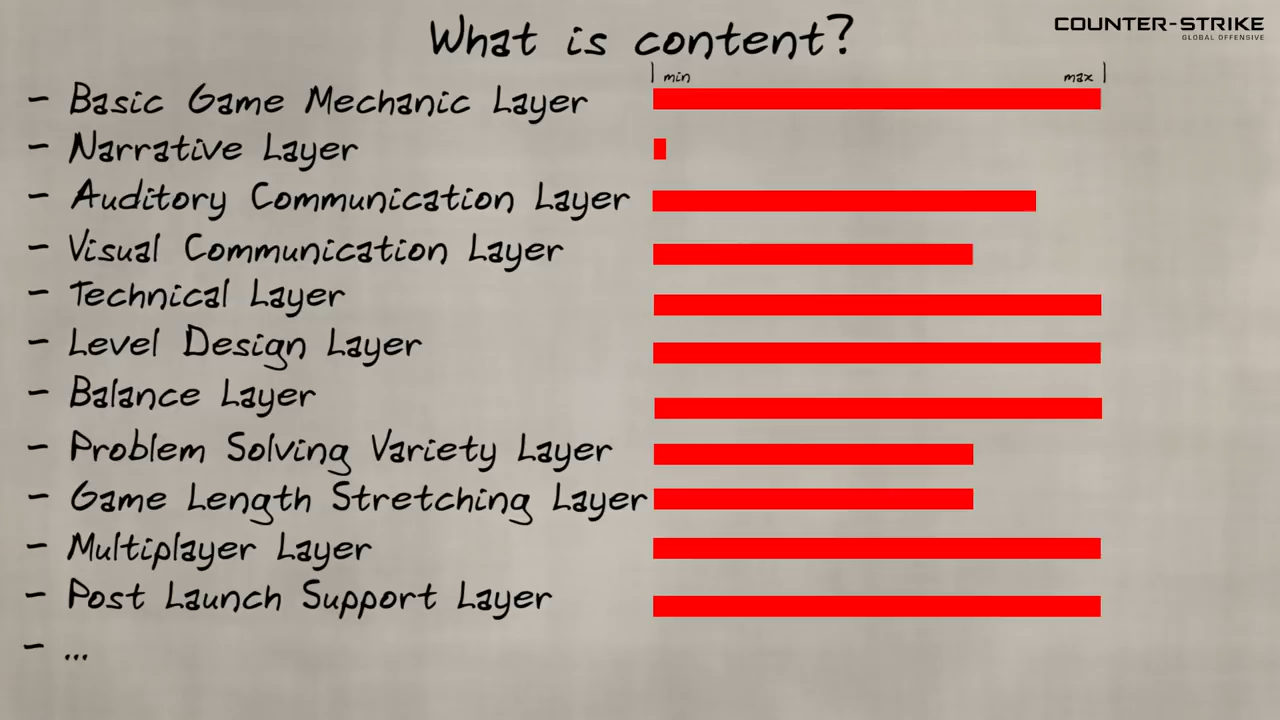 What is content?
COUNTER-STRIKE
GLOBAL OFFENSIVE
min max
- Basic Game Mechanic Layer
- Narrative Layer
- Auditory Communication Layer
- Visual Communication Layer
- Technical Layer
- Level Design Layer
- Balance Layer
- Problem Solving Variety Layer
- Game Length Stretching Layer
- Multiplayer Layer
- Post Launch Support Layer
- ...